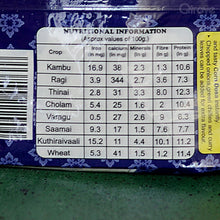 NUTRITIONAL INFORMATION
(Aprox values of 100g)
Crop Iron (mg) calcium (mg) Minerals (g) Fibre (g) Protein (g)
Kambu 16.9 38 2.3 1.3 10.6
Ragi 3.9 344 2.7 3.6 7.3
Thinai 2.8 31 3.3 8.0 12.3
Cholam 5.4 25 1.6 2 10.4
Varagu 0.5 27 2.6 9 8.3
Saamai 9.3 17 1.5 7.6 7.7
Kuthiraivaali 15.2 11 4.4 10.1 11.2
Wheat 5.3 41 1.5 1.2 11.4